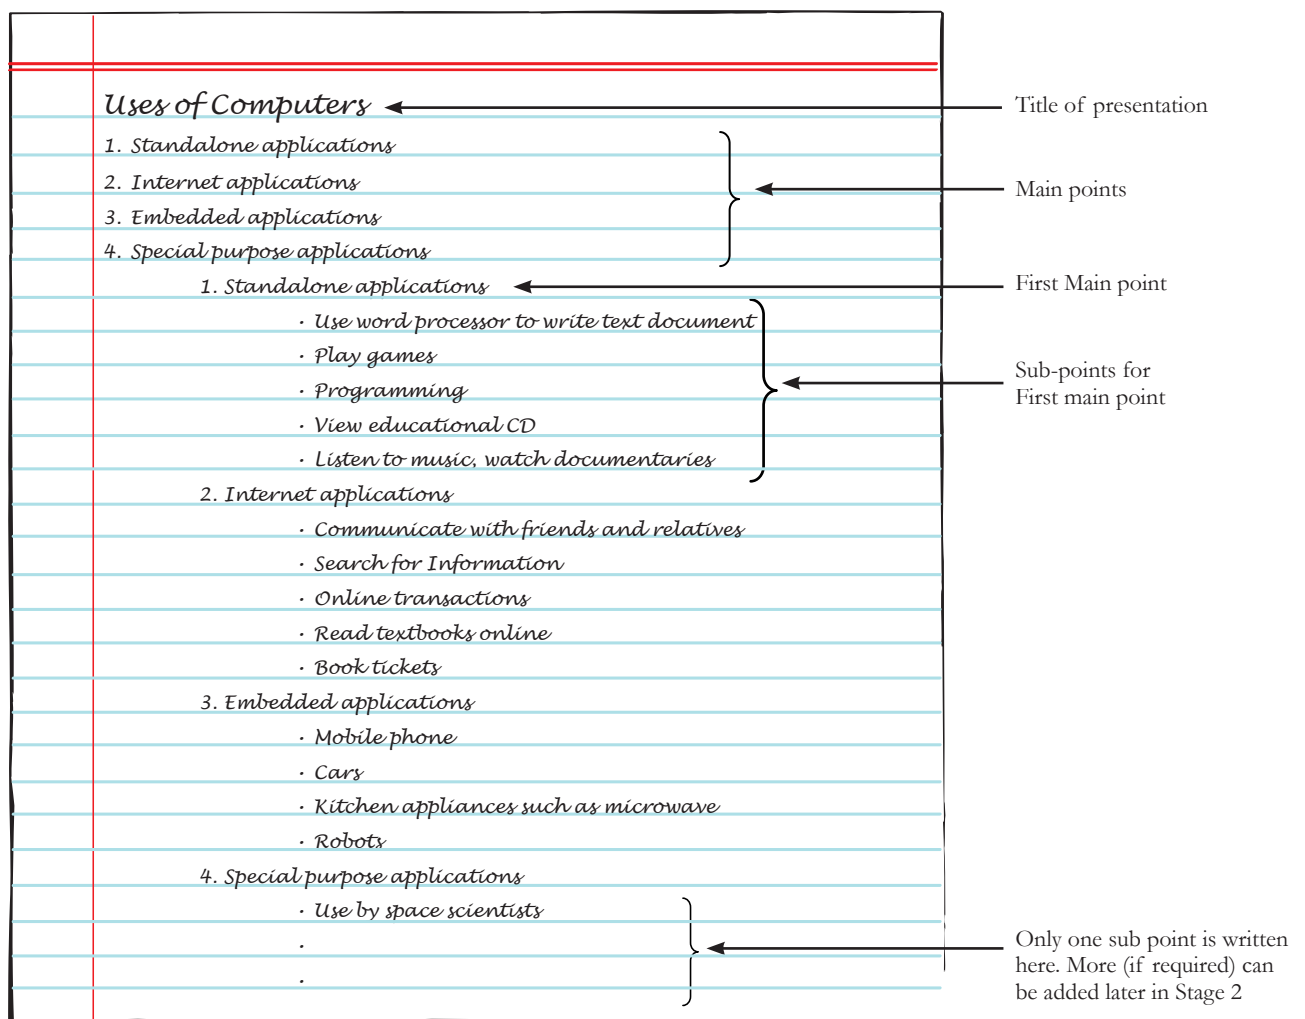 Uses of Computers
Title of presentation
1. Standalone applications
2. Internet applications
Main points
3. Embedded applications
4. Special purpose applications
1. Standalone applications
First Main point
· Use word processor to write text document
· Play games
· Programming
· View educational CD
· Listen to music, watch documentaries
Sub-points for
First main point
2. Internet applications
· Communicate with friends and relatives
· Search for Information
· Online transactions
· Read textbooks online
· Book tickets
3. Embedded applications
· Mobile phone
· Cars
· Kitchen appliances such as microwave
· Robots
4. Special purpose applications
· Use by space scientists
·
·
Only one sub point is written
here. More (if required) can
be added later in Stage 2